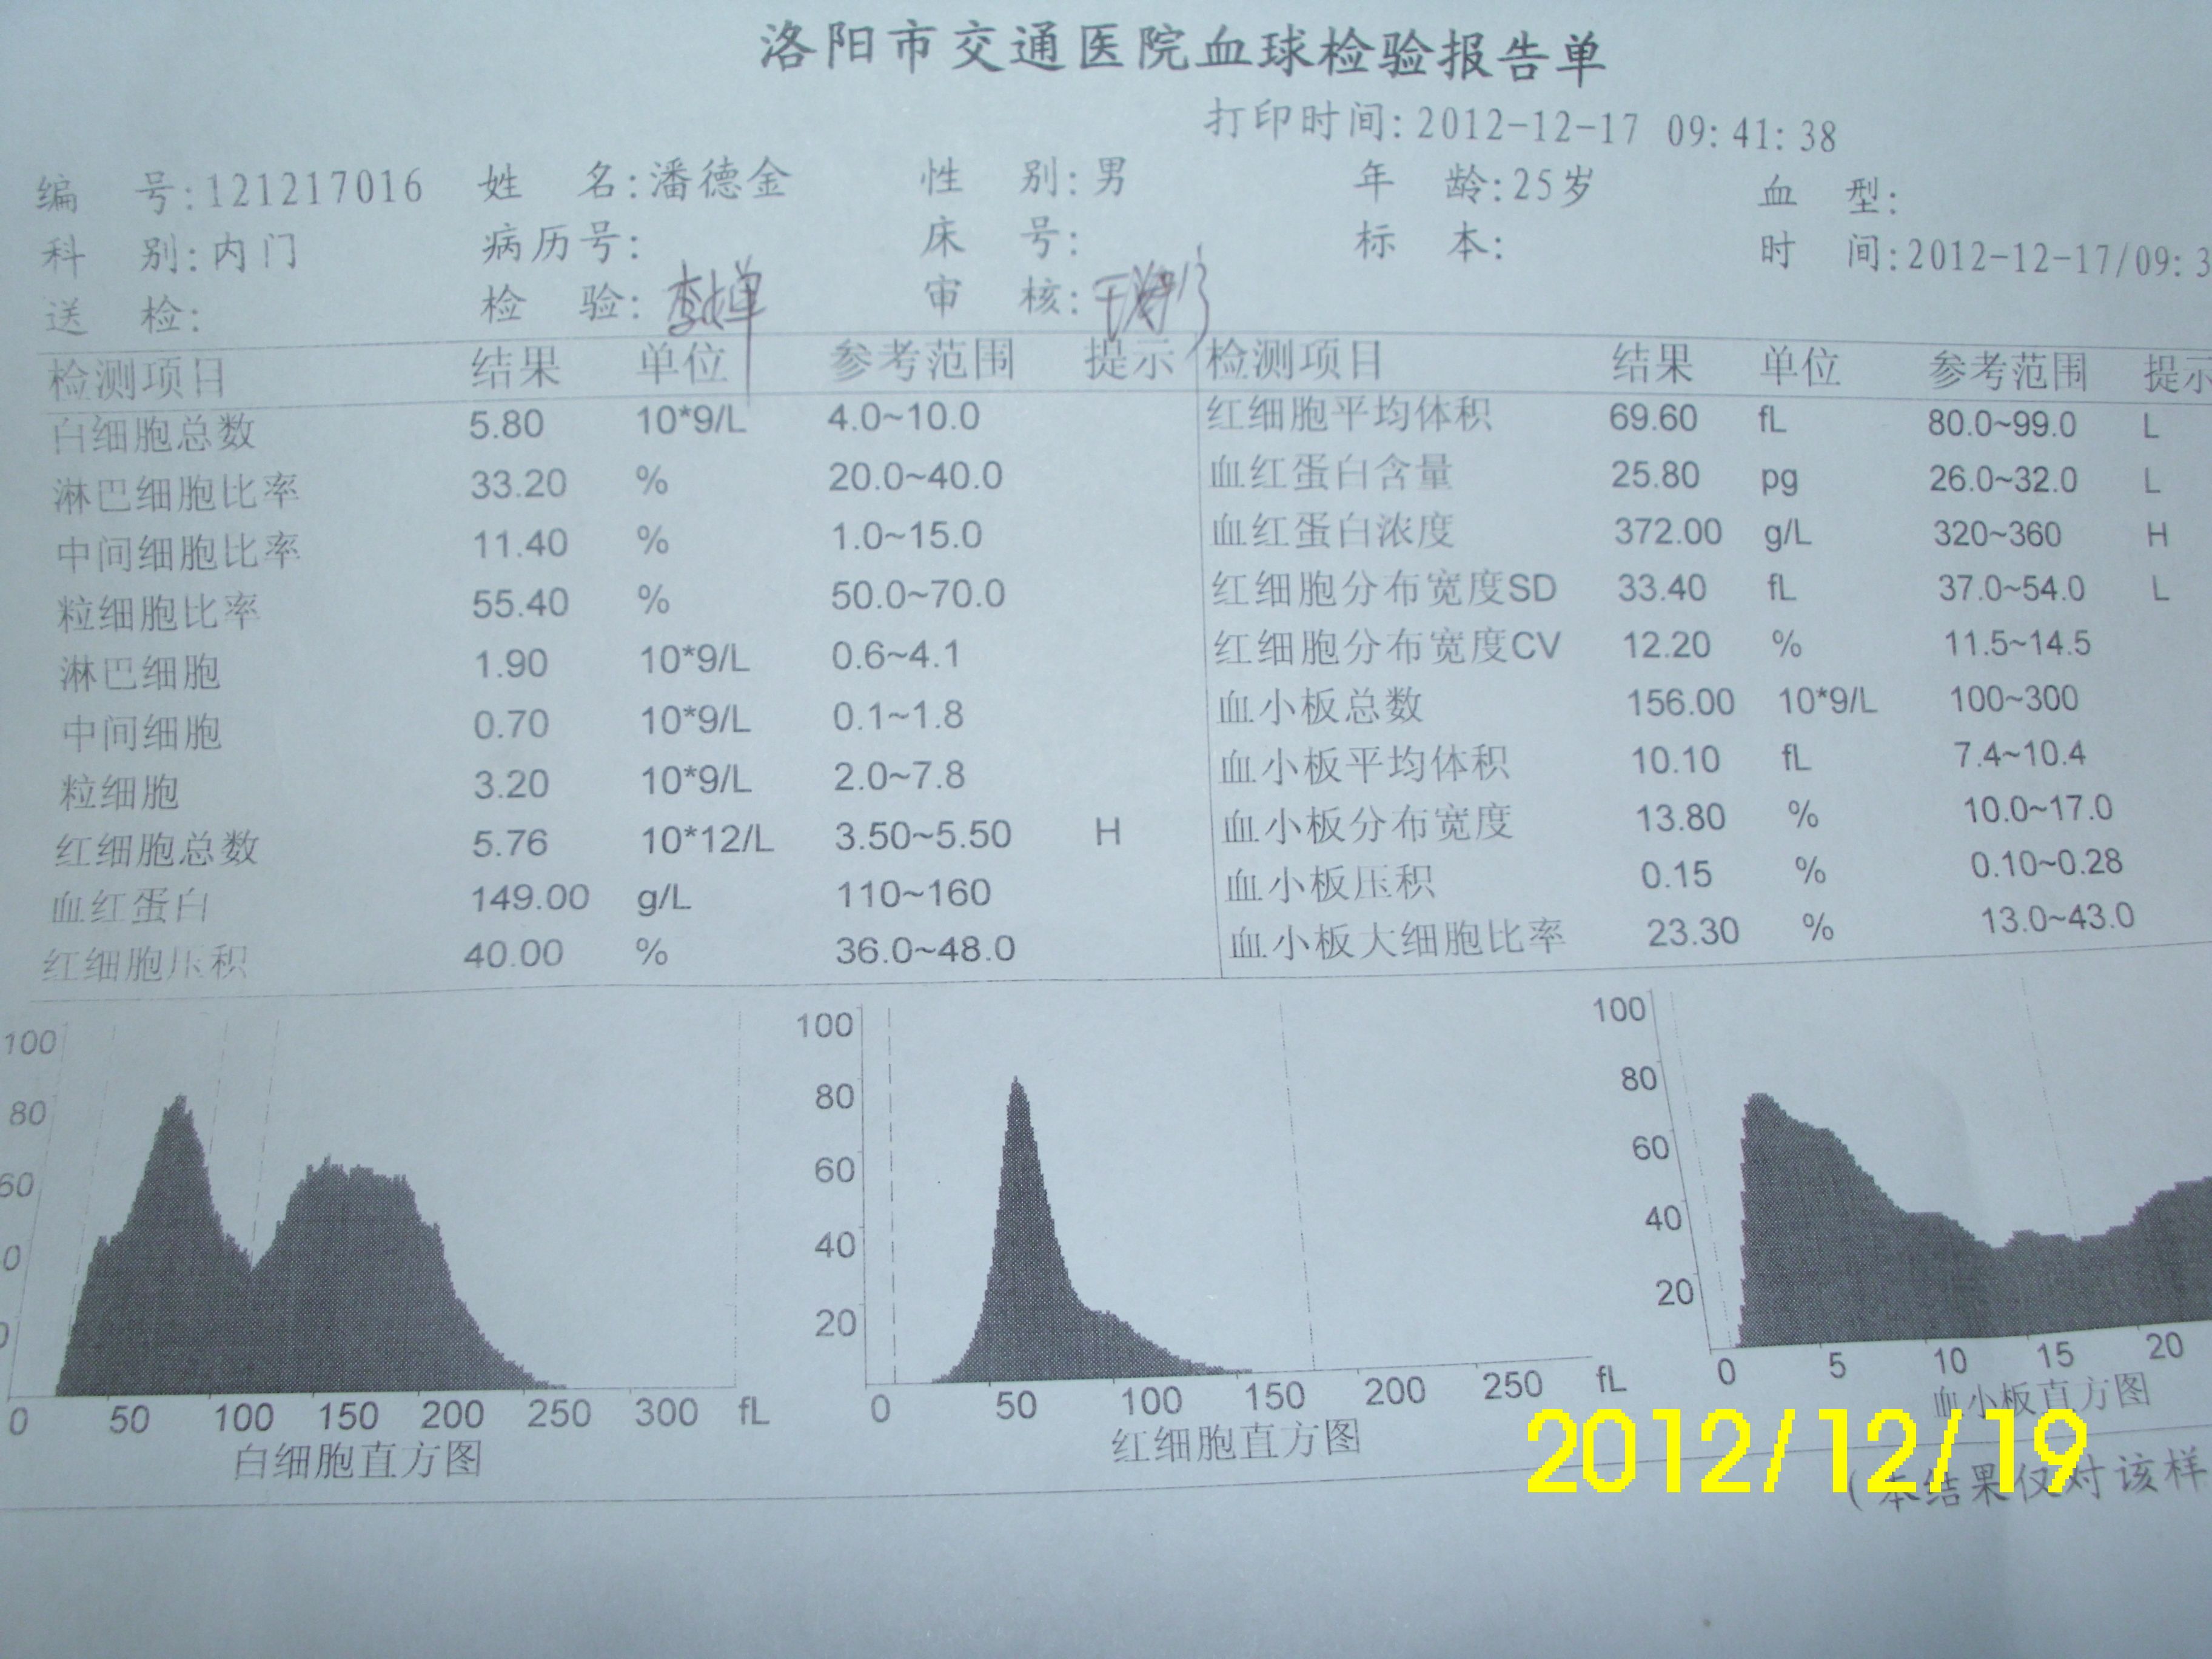 洛阳市交通医院血球检验报告单
打印时间:2012-12-17 09:41:38
编 号:121217016 姓 名:潘德金 性 别:男 年 龄:25岁 血 型:
科 别:内门 病历号: 床 号: 标 本: 时 间:2012-12-17/09:3
送 检: 检 验: 审 核:
检测项目 结果 单位 参考范围 提示 检测项目 结果 单位 参考范围 提示
白细胞总数 5.80 10*9/L 4.0~10.0 红细胞平均体积 69.60 fL 80.0~99.0 L
淋巴细胞比率 33.20 % 20.0~40.0 血红蛋白含量 25.80 pg 26.0~32.0 L
中间细胞比率 11.40 % 1.0~15.0 血红蛋白浓度 372.00 g/L 320~360 H
粒细胞比率 55.40 % 50.0~70.0 红细胞分布宽度SD 33.40 fL 37.0~54.0 L
淋巴细胞 1.90 10*9/L 0.6~4.1 红细胞分布宽度CV 12.20 % 11.5~14.5
中间细胞 0.70 10*9/L 0.1~1.8 血小板总数 156.00 10*9/L 100~300
粒细胞 3.20 10*9/L 2.0~7.8 血小板平均体积 10.10 fL 7.4~10.4
红细胞总数 5.76 10*12/L 3.50~5.50 H 血小板分布宽度 13.80 % 10.0~17.0
血红蛋白 149.00 g/L 110~160 血小板压积 0.15 % 0.10~0.28
红细胞压积 40.00 % 36.0~48.0 血小板大细胞比率 23.30 % 13.0~43.0
100
80
60
0
0
0 50 100 150 200 250 300 fL
白细胞直方图
100
80
60
40
20
0 50 100 150 200 250 fL
红细胞直方图
100
80
60
40
20
0 5 10 15 20
血小板直方图
2012/12/19
(本结果仅对该样